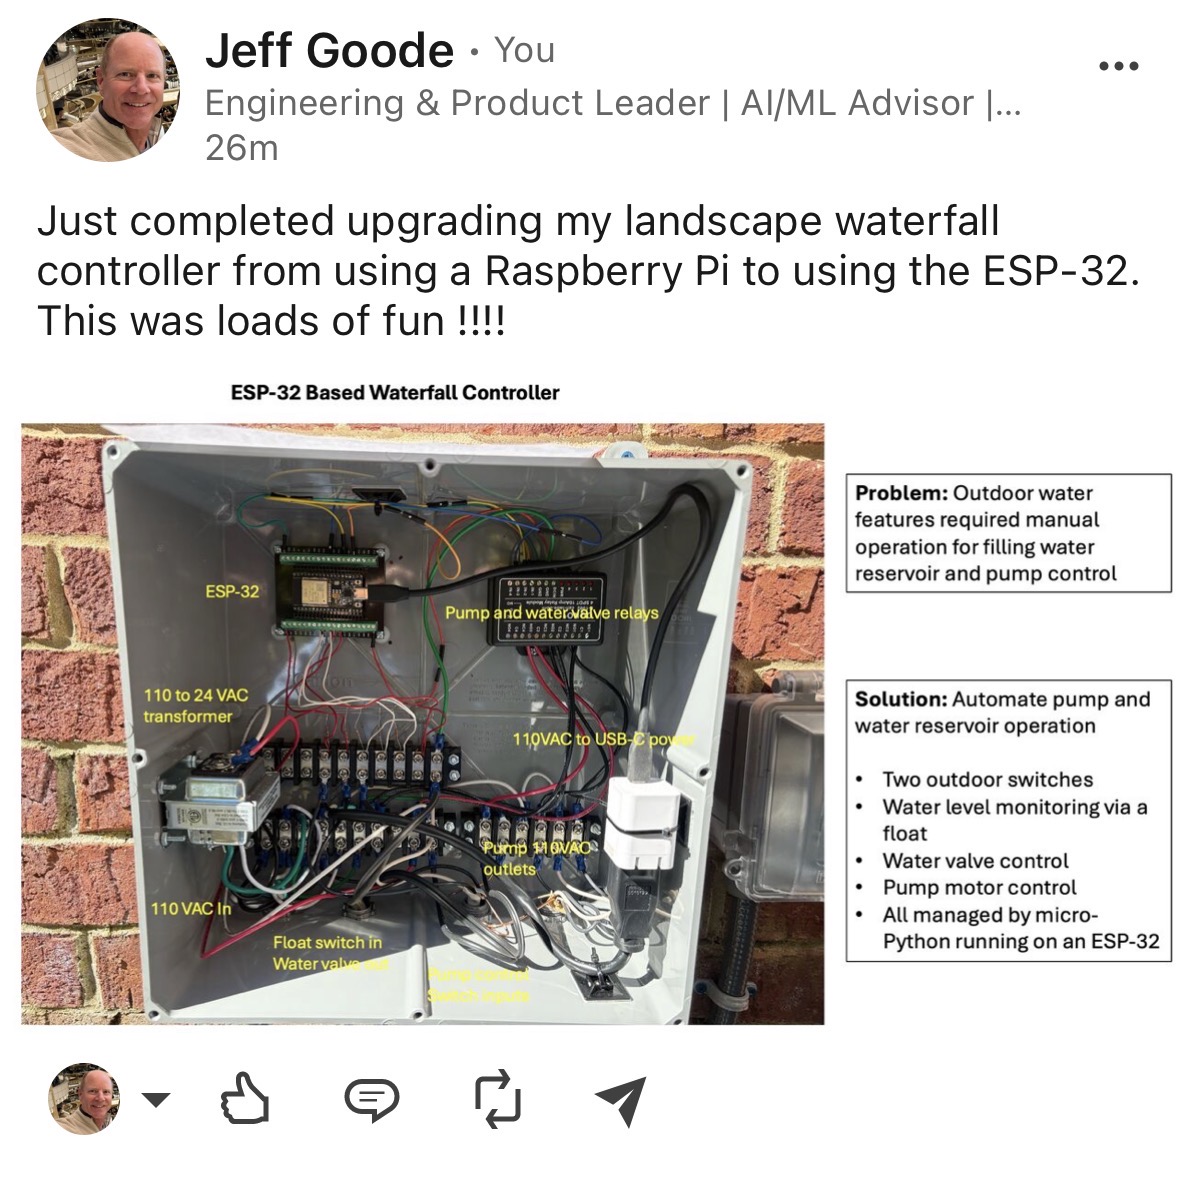 Jeff Goode • You
Engineering & Product Leader | AI/ML Advisor |...
26m
Just completed upgrading my landscape waterfall
controller from using a Raspberry Pi to using the ESP-32.
This was loads of fun !!!!
ESP-32 Based Waterfall Controller
ESP-32
Pump and water valve relays
110 to 24 VAC
transformer
110VAC to USB-C power
Pump 110VAC
outlets
110 VAC In
Float switch in
Water valve out
Pump control
Switch inputs
Problem: Outdoor water
features required manual
operation for filling water
reservoir and pump control
Solution: Automate pump and
water reservoir operation
• Two outdoor switches
• Water level monitoring via a
float
• Water valve control
• Pump motor control
• All managed by micro-
Python running on an ESP-32